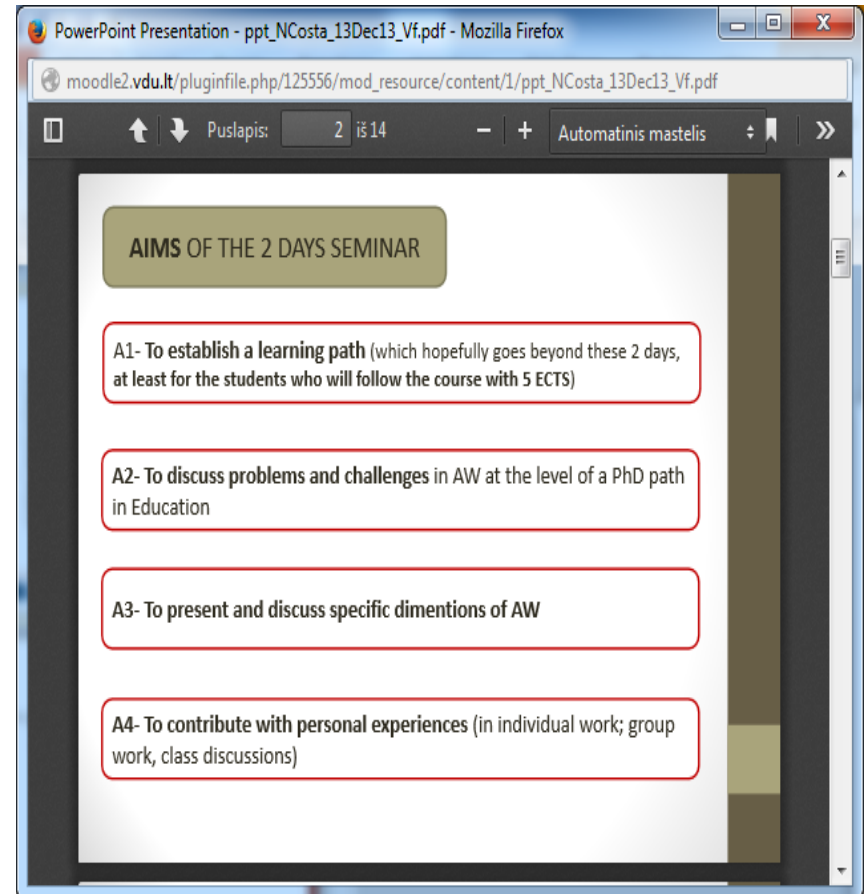 PowerPoint Presentation - ppt_NCosta_13Dec13_Vf.pdf - Mozilla Firefox
moodle2.vdu.lt/pluginfile.php/125556/mod_resource/content/1/ppt_NCosta_13Dec13_Vf.pdf
Puslapis: 2 iš 14 Automatinis mastelis
AIMS OF THE 2 DAYS SEMINAR
A1- To establish a learning path (which hopefully goes beyond these 2 days,
at least for the students who will follow the course with 5 ECTS)
A2- To discuss problems and challenges in AW at the level of a PhD path
in Education
A3- To present and discuss specific dimentions of AW
A4- To contribute with personal experiences (in individual work; group
work, class discussions)